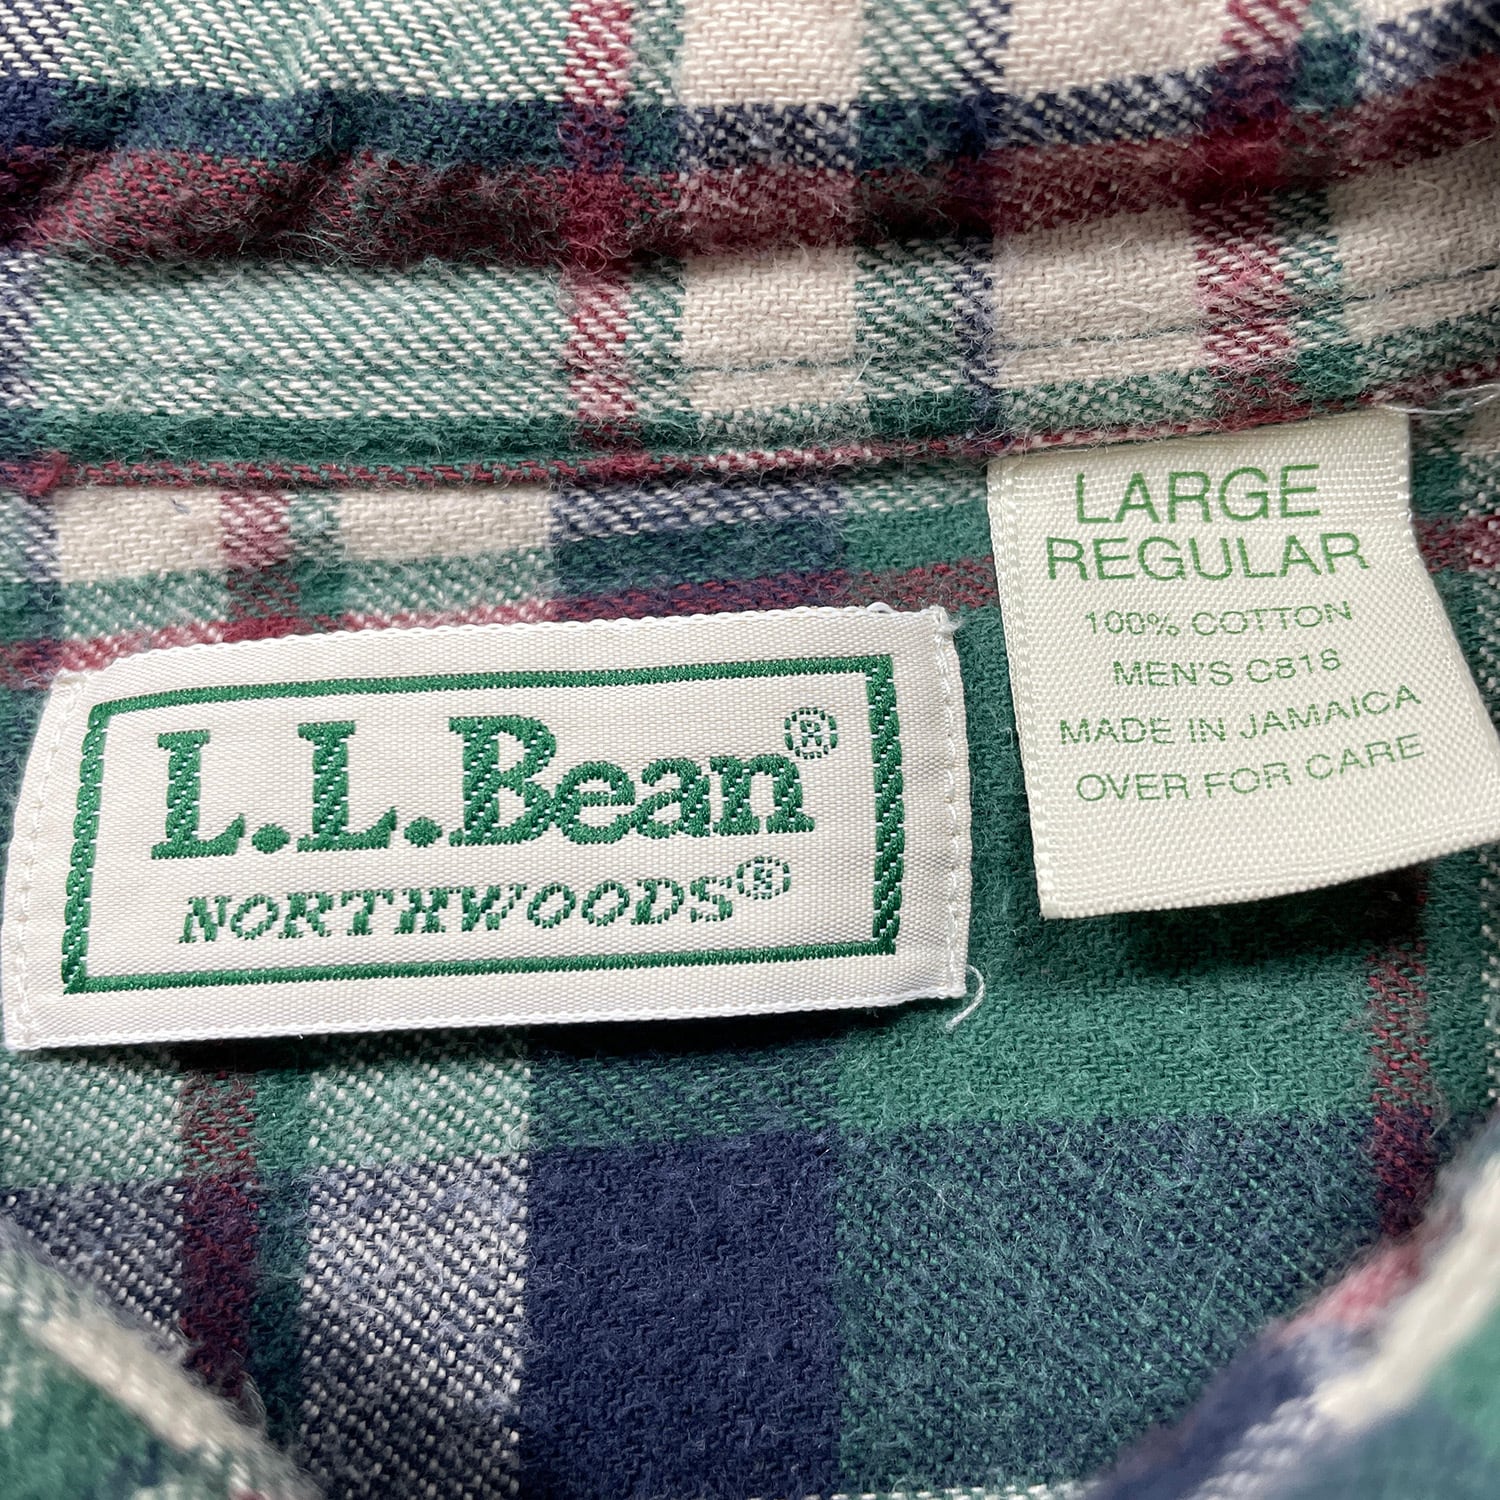 L.L.Bean®
NORTHWOODS®
LARGE
REGULAR
100% COTTON
MEN'S C818
MADE IN JAMAICA
OVER FOR CARE